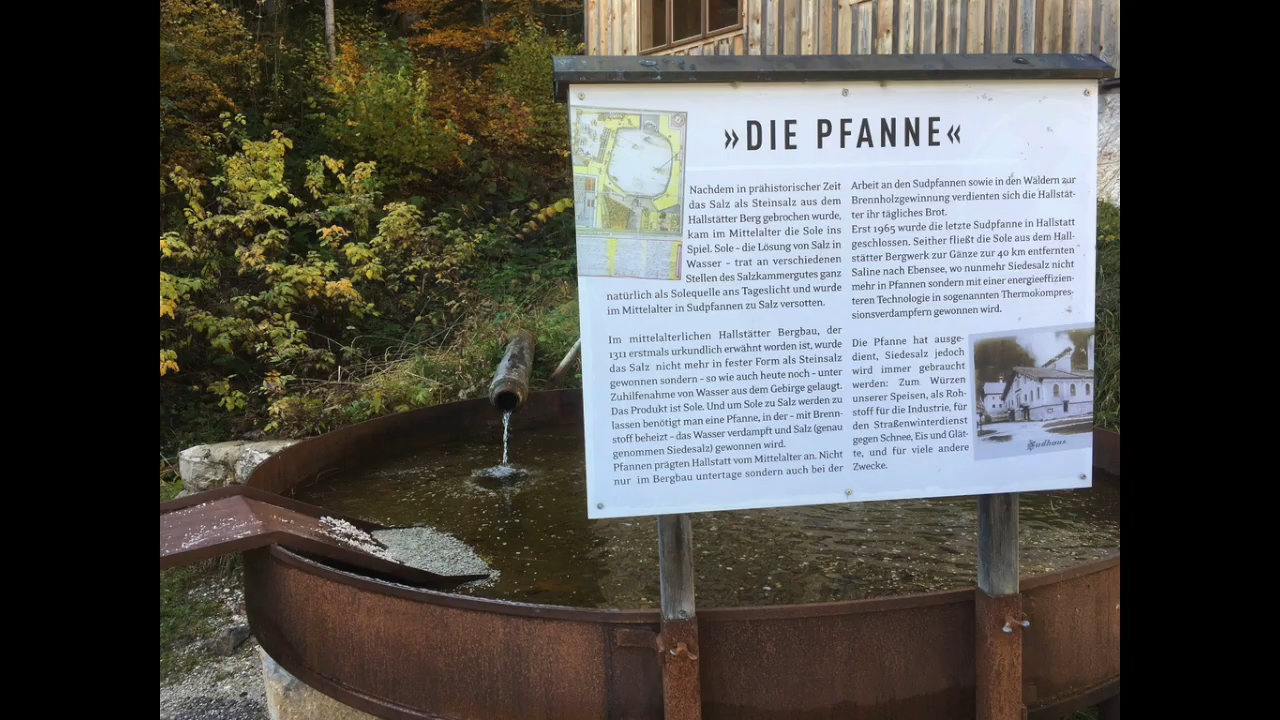 »DIE PFANNE«
Nachdem in prähistorischer Zeit
das Salz als Steinsalz aus dem
Hallstätter Berg gebrochen wurde,
kam im Mittelalter die Sole ins
Spiel. Sole – die Lösung von Salz in
Wasser – trat an verschiedenen
Stellen des Salzkammergutes ganz
natürlich als Solequelle ans Tageslicht und wurde
im Mittelalter in Sudpfannen zu Salz versotten.
Im mittelalterlichen Hallstätter Bergbau, der
1311 erstmals urkundlich erwähnt worden ist, wurde
das Salz nicht mehr in fester Form als Steinsalz
gewonnen sondern – so wie auch heute noch – unter
Zuhilfenahme von Wasser aus dem Gebirge gelaugt.
Das Produkt ist Sole. Und um Sole zu Salz werden zu
lassen benötigt man eine Pfanne, in der – mit Brenn-
stoff beheizt – das Wasser verdampft und Salz (genau
genommen Siedesalz) gewonnen wird.
Pfannen prägten Hallstatt vom Mittelalter an. Nicht
nur im Bergbau untertage sondern auch bei der
Arbeit an den Sudpfannen sowie in den Wäldern zur
Brennholzgewinnung verdienten sich die Hallstät-
ter ihr tägliches Brot.
Erst 1965 wurde die letzte Sudpfanne in Hallstatt
geschlossen. Seither fließt die Sole aus dem Hall-
stätter Bergwerk zur Gänze zur 40 km entfernten
Saline nach Ebensee, wo nunmehr Siedesalz nicht
mehr in Pfannen sondern mit einer energieeffizien-
teren Technologie in sogenannten Thermokompres-
sionsverdampfern gewonnen wird.
Die Pfanne hat ausge-
dient, Siedesalz jedoch
wird immer gebraucht
werden: Zum Würzen
unserer Speisen, als Roh-
stoff für die Industrie, für
den Straßenwinterdienst
gegen Schnee, Eis und Glät-
te, und für viele andere
Zwecke.
Sudhaus